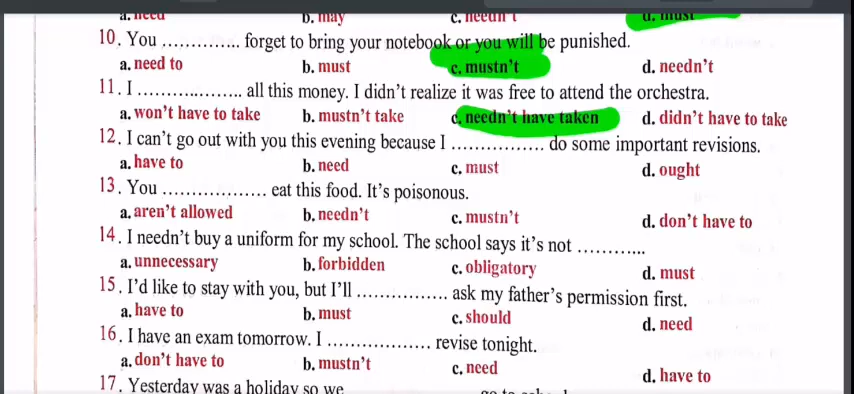 a. need b. may c. needn't d. must
10. You .............. forget to bring your notebook or you will be punished.
a. need to b. must c. mustn't d. needn't
11. I ........................ all this money. I didn't realize it was free to attend the orchestra.
a. won't have to take b. mustn't take c. needn't have taken d. didn't have to take
12. I can't go out with you this evening because I ................ do some important revisions.
a. have to b. need c. must d. ought
13. You ................... eat this food. It's poisonous.
a. aren't allowed b. needn't c. mustn't d. don't have to
14. I needn't buy a uniform for my school. The school says it's not ............
a. unnecessary b. forbidden c. obligatory d. must
15. I'd like to stay with you, but I'll ................ ask my father's permission first.
a. have to b. must c. should d. need
16. I have an exam tomorrow. I ................... revise tonight.
a. don't have to b. mustn't c. need d. have to
17. Yesterday was a holiday so we